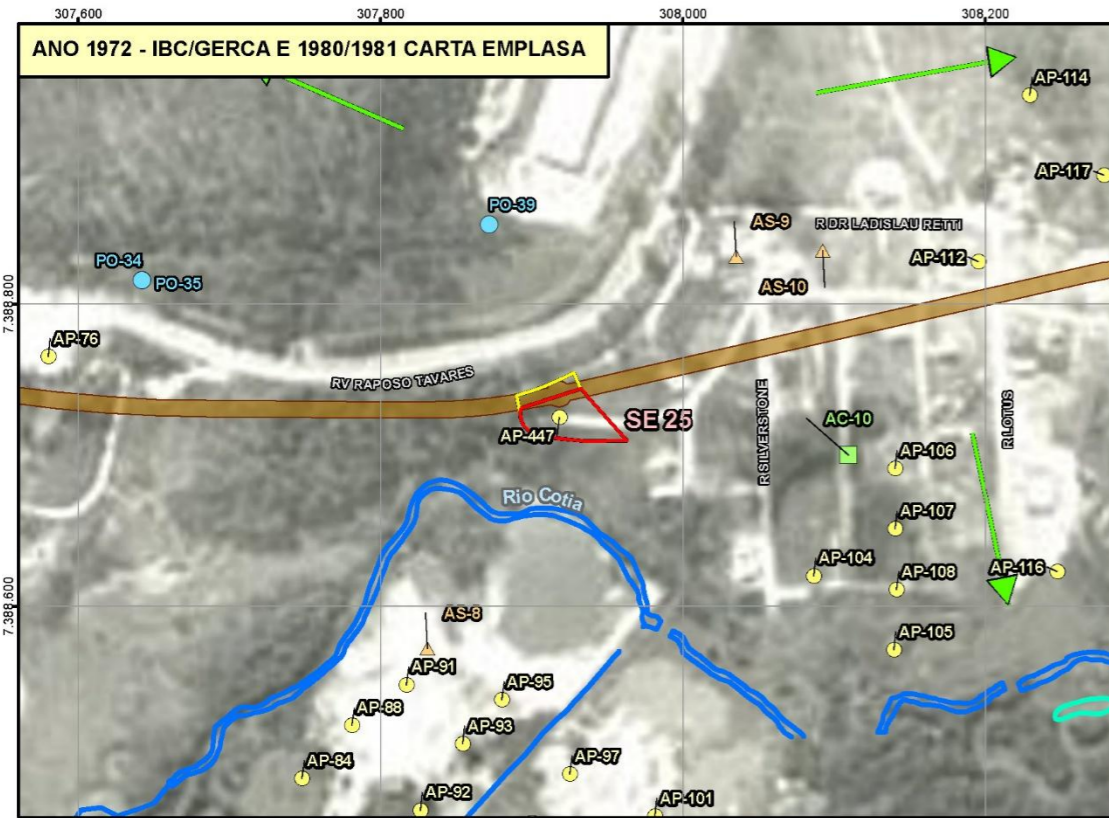 307,600
307,800
308,000
308,200
ANO 1972 - IBC/GERCA E 1980/1981 CARTA EMPLASA
AP-114
AP-117
PO-39
AS-9
R DR LADISLAU RETTI
PO-34
PO-35
AP-112
AS-10
7.388.800
AP-76
RV RAPOSO TAVARES
SE 25
AP-447
R SILVERSTONE
AC-10
R LOTUS
AP-106
Rio Cotia
AP-107
AP-104
AP-108
AP-116
7.388.600
AS-8
AP-105
AP-91
AP-95
AP-88
AP-93
AP-84
AP-97
AP-92
AP-101